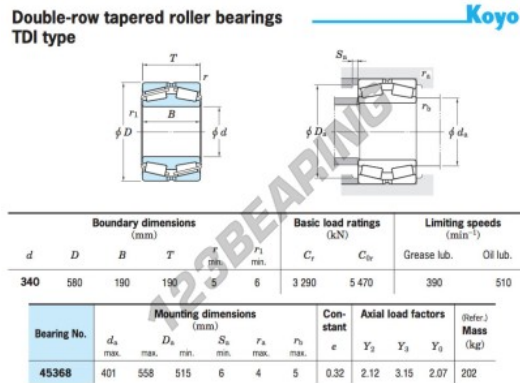 Double-row tapered roller bearings
TDI type
Koyo
T
r
r1
B
φ D
φ d
Sa
ra
rb
φ Da
φ da
123BEARING
Boundary dimensions
(mm)
Basic load ratings
(kN)
Limiting speeds
(min⁻¹)
d D B T r min. r1 min. Cr C0r Grease lub. Oil lub.
340 580 190 190 5 6 3 290 5 470 390 510
Bearing No.
Mounting dimensions
(mm)
Con-
stant
Axial load factors
(Refer.)
Mass
(kg)
da max. Da max. min. Sa min. ra max. rb max. e Y2 Y3 Y0
45368 401 558 515 6 4 5 0.32 2.12 3.15 2.07 202